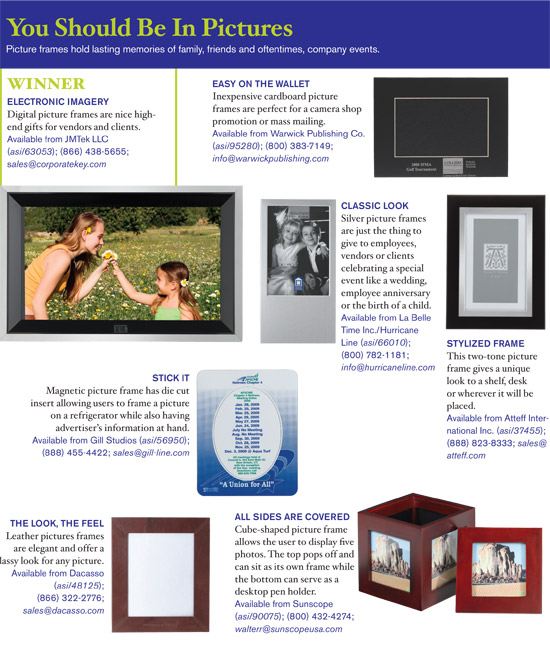 You Should Be In Pictures
Picture frames hold lasting memories of family, friends and oftentimes, company events.
WINNER
ELECTRONIC IMAGERY
Digital picture frames are nice high-
end gifts for vendors and clients.
Available from JMTek LLC
(asi/63053); (866) 438-5655;
sales@corporatekey.com
EASY ON THE WALLET
Inexpensive cardboard picture
frames are perfect for a camera shop
promotion or mass mailing.
Available from Warwick Publishing Co.
(asi/95280); (800) 383-7149;
info@warwickpublishing.com
CLASSIC LOOK
Silver picture frames
are just the thing to
give to employees,
vendors or clients
celebrating a special
event like a wedding,
employee anniversary
or the birth of a child.
Available from La Belle
Time Inc./Hurricane
Line (asi/66010);
(800) 782-1181;
info@hurricaneline.com
STYLIZED FRAME
This two-tone picture
frame gives a unique
look to a shelf, desk
or wherever it will be
placed.
Available from Atteff Inter-
national Inc. (asi/37455);
(888) 823-8333; sales@
atteff.com
STICK IT
Magnetic picture frame has die cut
insert allowing users to frame a picture
on a refrigerator while also having
advertiser's information at hand.
Available from Gill Studios (asi/56950);
(888) 455-4422; sales@gill-line.com
July No Meeting
Aug. No Meeting
"A Union for All"
THE LOOK, THE FEEL
Leather pictures frames
are elegant and offer a
lassy look for any picture.
Available from Dacasso
(asi/48125);
(866) 322-2776;
sales@dacasso.com
ALL SIDES ARE COVERED
Cube-shaped picture frame
allows the user to display five
photos. The top pops off and
can sit as its own frame while
the bottom can serve as a
desktop pen holder.
Available from Sunscope
(asi/90075); (800) 432-4274;
walterr@sunscopeusa.com